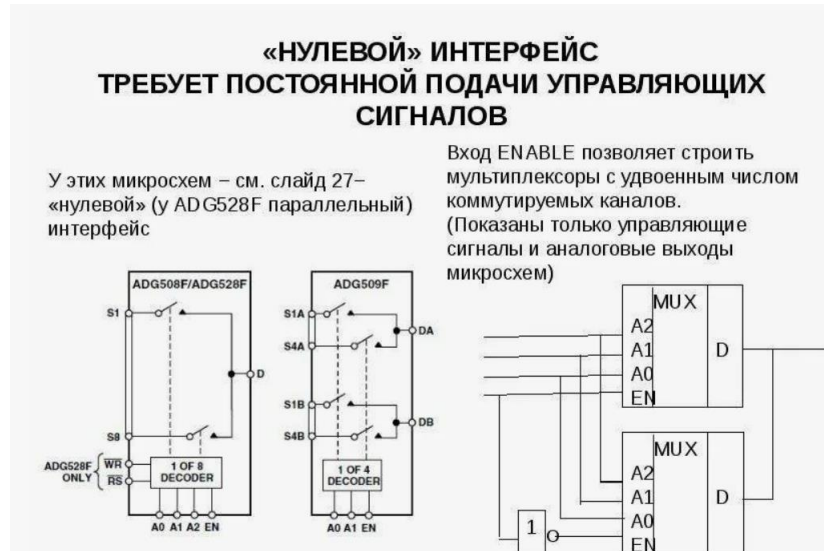 «НУЛЕВОЙ» ИНТЕРФЕЙС
ТРЕБУЕТ ПОСТОЯННОЙ ПОДАЧИ УПРАВЛЯЮЩИХ
СИГНАЛОВ
У этих микросхем – см. слайд 27–
«нулевой» (у ADG528F параллельный)
интерфейс
Вход ENABLE позволяет строить
мультиплексоры с удвоенным числом
коммутируемых каналов.
(Показаны только управляющие
сигналы и аналоговые выходы
микросхем)
ADG508F/ADG528F
S1
D
S8
ADG528F
ONLY
WR
RS
1 OF 8
DECODER
A0 A1 A2 EN
ADG509F
S1A
DA
S4A
S1B
DB
S4B
1 OF 4
DECODER
A0 A1 EN
MUX
A2
A1
D
A0
EN
MUX
A2
A1
D
A0
EN
1